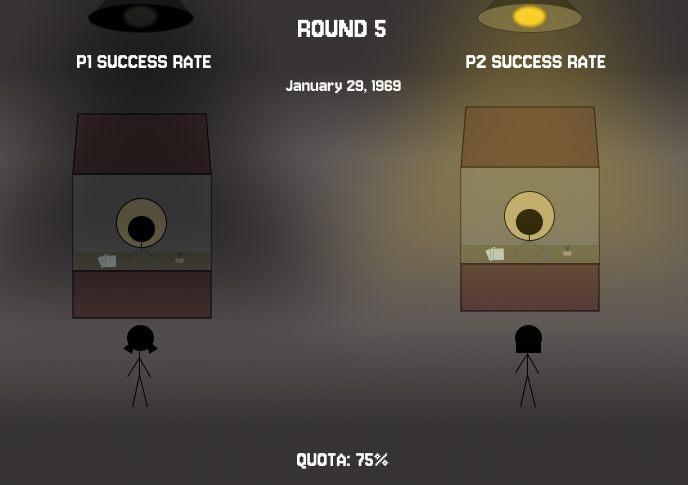 ROUND 5
P1 SUCCESS RATE
P2 SUCCESS RATE
January 29, 1969
QUOTA: 75%